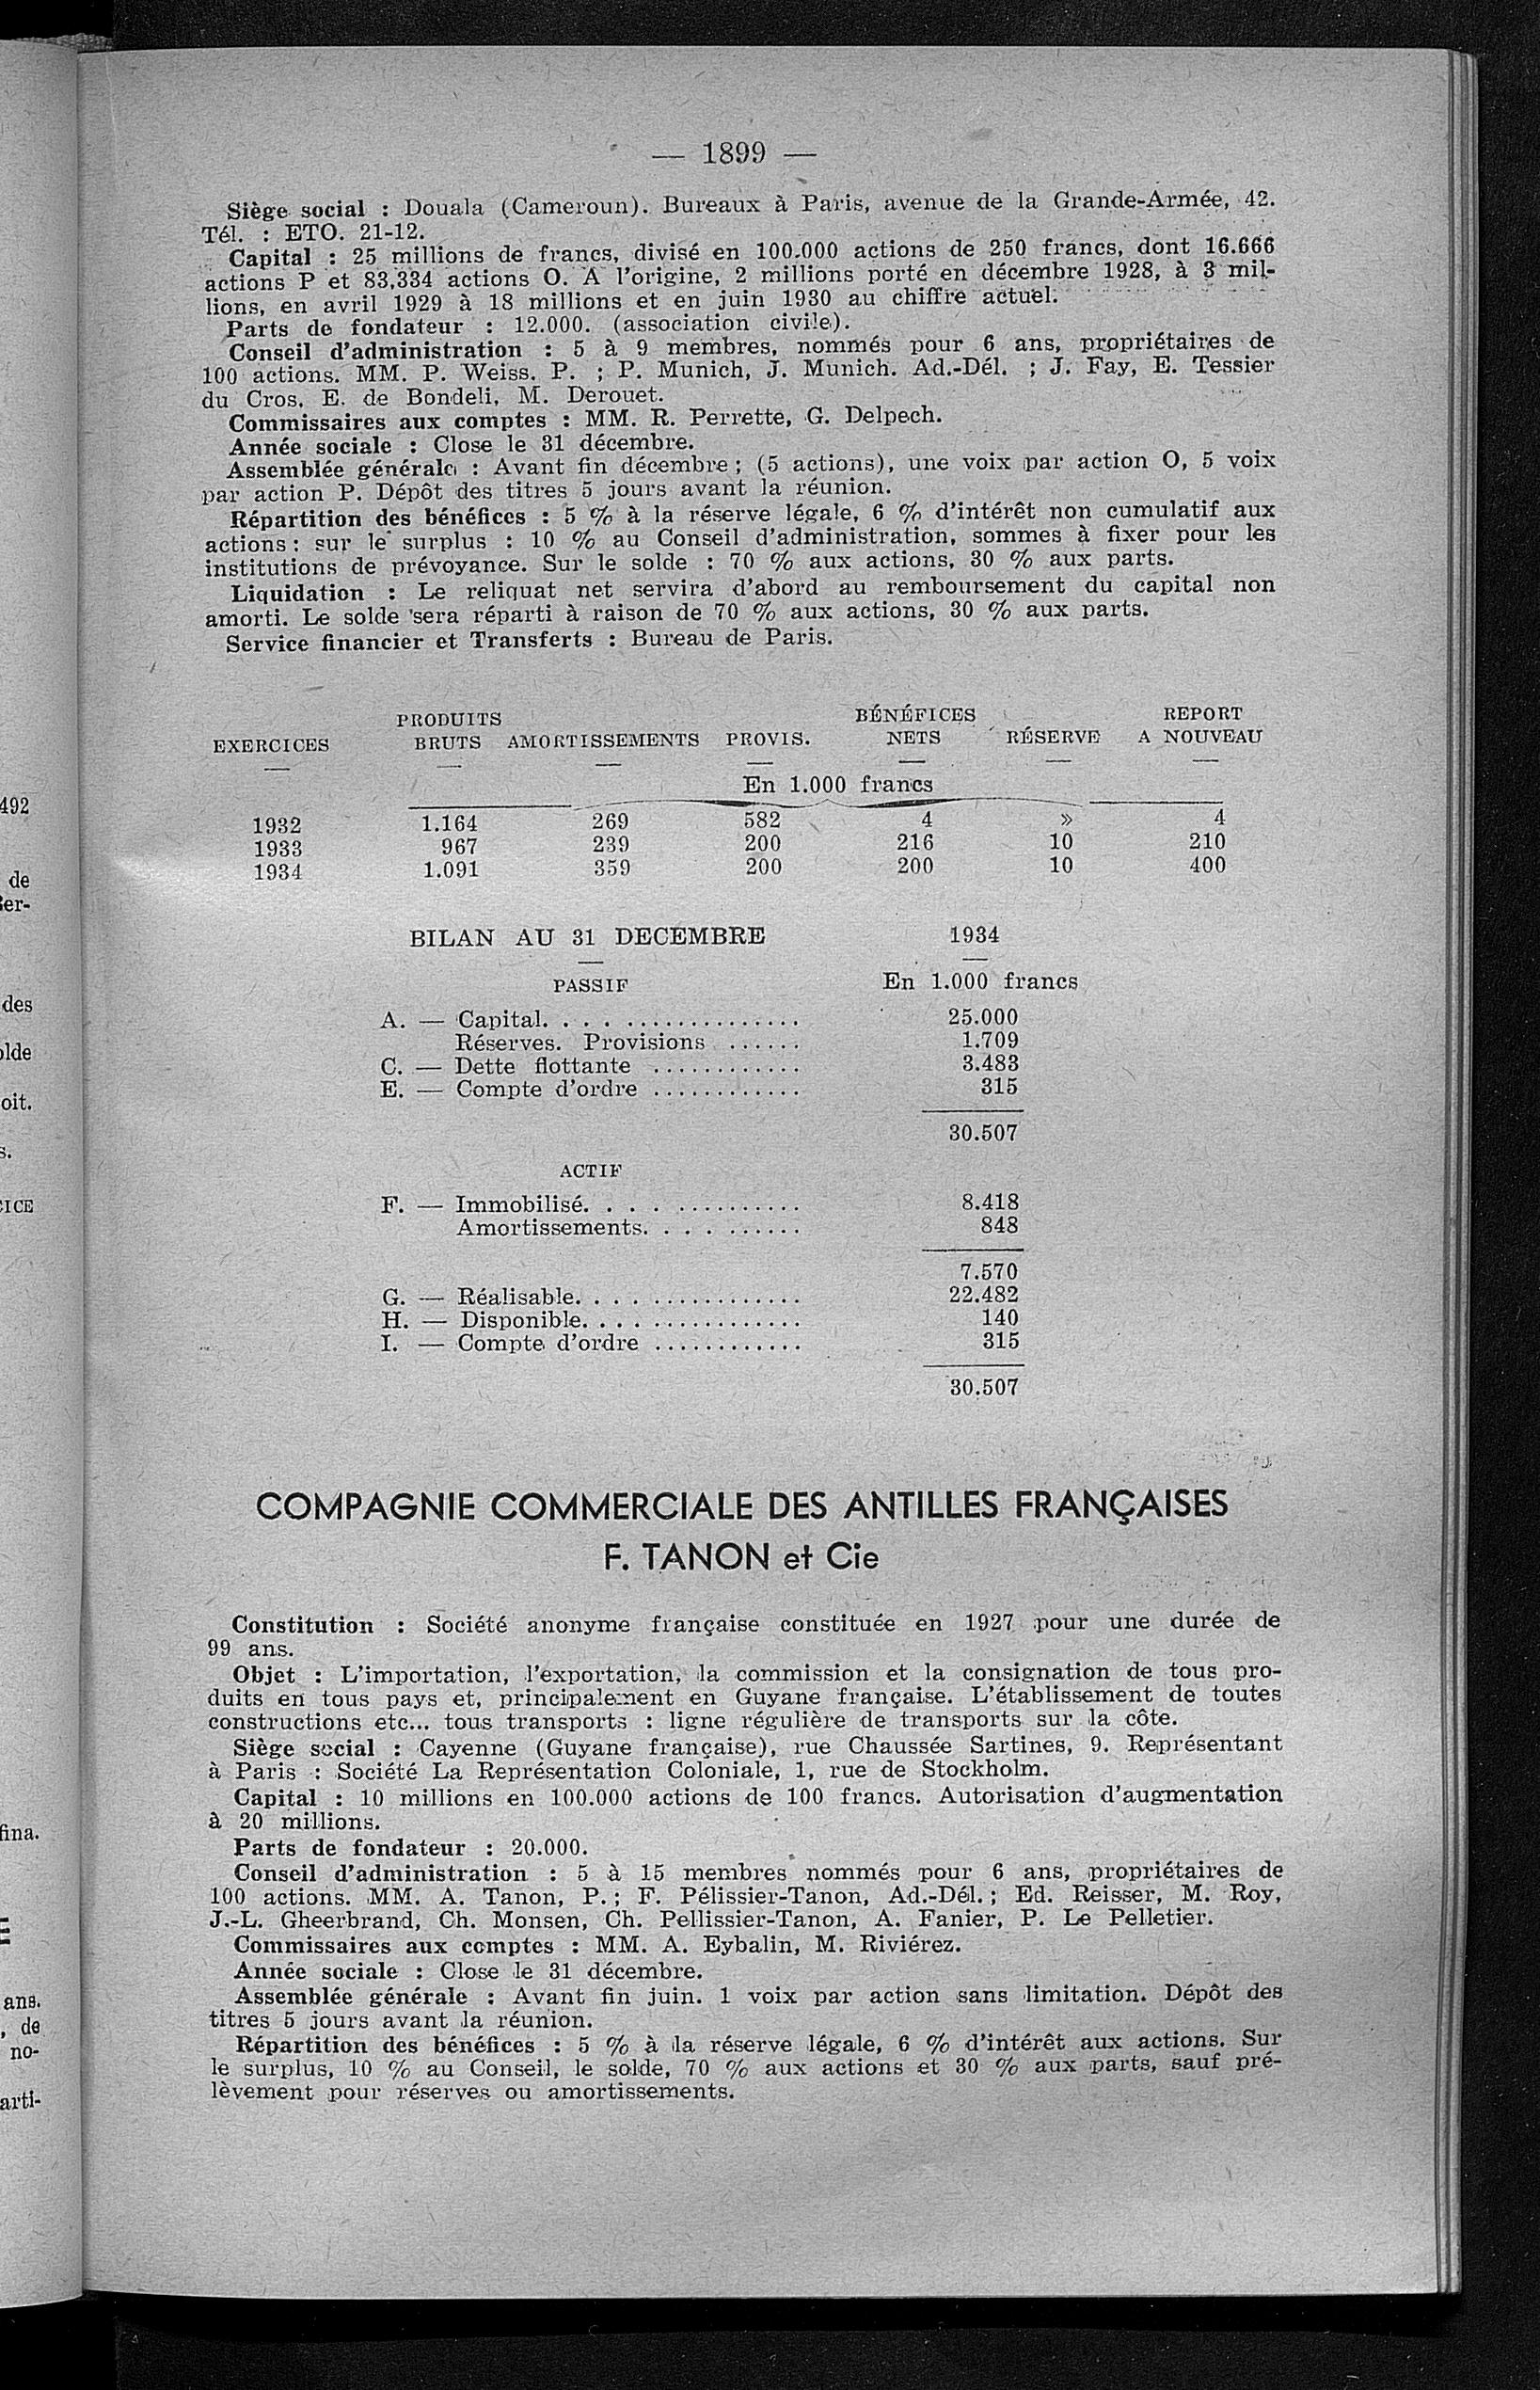 — 1899 —
Siège social : Douala (Cameroun). Bureaux à Paris, avenue de la Grande-Armée, 42.
Tél. : ETO. 21-12.
Capital : 25 millions de francs, divisé en 100.000 actions de 250 francs, dont 16.666
actions P et 83,334 actions O. A l'origine, 2 millions porté en décembre 1928, à 3 mil-
lions, en avril 1929 à 18 millions et en juin 1930 au chiffre actuel.
Parts de fondateur : 12.000. (association civile).
Conseil d'administration : 5 à 9 membres, nommés pour 6 ans, propriétaires de
100 actions. MM. P. Weiss. P. ; P. Munich, J. Munich. Ad.-Dél. ; J. Fay, E. Tessier
du Cros, E. de Bondeli, M. Derouet.
Commissaires aux comptes : MM. R. Perrette, G. Delpech.
Année sociale : Close le 31 décembre.
Assemblée générale : Avant fin décembre ; (5 actions), une voix par action O, 5 voix
par action P. Dépôt des titres 5 jours avant la réunion.
Répartition des bénéfices : 5 % à la réserve légale, 6 % d'intérêt non cumulatif aux
actions : sur le surplus : 10 % au Conseil d'administration, sommes à fixer pour les
institutions de prévoyance. Sur le solde : 70 % aux actions, 30 % aux parts.
Liquidation : Le reliquat net servira d'abord au remboursement du capital non
amorti. Le solde sera réparti à raison de 70 % aux actions, 30 % aux parts.
Service financier et Transferts : Bureau de Paris.
PRODUITS BÉNÉFICES REPORT
EXERCICES BRUTS AMORTISSEMENTS PROVIS. NETS RÉSERVE A NOUVEAU
En 1.000 francs
1932 1.164 269 582 4 » 4
1933 967 239 200 216 10 210
1934 1.091 359 200 200 10 400
BILAN AU 31 DECEMBRE 1934
PASSIF En 1.000 francs
A. — Capital. . . . ............... 25.000
Réserves. Provisions ...... 1.709
C. — Dette flottante ............ 3.483
E. — Compte d'ordre ............ 315
30.507
ACTIF
F. — Immobilisé. . . . ........... 8.418
Amortissements. . . . ....... 848
7.570
G. — Réalisable. . . . ............. 22.482
H. — Disponible. . . . ............. 140
I. — Compte d'ordre ............ 315
30.507
COMPAGNIE COMMERCIALE DES ANTILLES FRANÇAISES
F. TANON et Cie
Constitution : Société anonyme française constituée en 1927 pour une durée de
99 ans.
Objet : L'importation, l'exportation, la commission et la consignation de tous pro-
duits en tous pays et, principalement en Guyane française. L'établissement de toutes
constructions etc... tous transports : ligne régulière de transports sur la côte.
Siège social : Cayenne (Guyane française), rue Chaussée Sartines, 9. Représentant
à Paris : Société La Représentation Coloniale, 1, rue de Stockholm.
Capital : 10 millions en 100.000 actions de 100 francs. Autorisation d'augmentation
à 20 millions.
Parts de fondateur : 20.000.
Conseil d'administration : 5 à 15 membres nommés pour 6 ans, propriétaires de
100 actions. MM. A. Tanon, P. ; F. Pélissier-Tanon, Ad.-Dél. ; Ed. Reisser, M. Roy,
J.-L. Gheerbrand, Ch. Monsen, Ch. Pellissier-Tanon, A. Fanier, P. Le Pelletier.
Commissaires aux comptes : MM. A. Eybalin, M. Riviérez.
Année sociale : Close le 31 décembre.
Assemblée générale : Avant fin juin. 1 voix par action sans limitation. Dépôt des
titres 5 jours avant la réunion.
Répartition des bénéfices : 5 % à la réserve légale, 6 % d'intérêt aux actions. Sur
le surplus, 10 % au Conseil, le solde, 70 % aux actions et 30 % aux parts, sauf pré-
lèvement pour réserves ou amortissements.
492
de
des
oit.
ans.
, de
no-